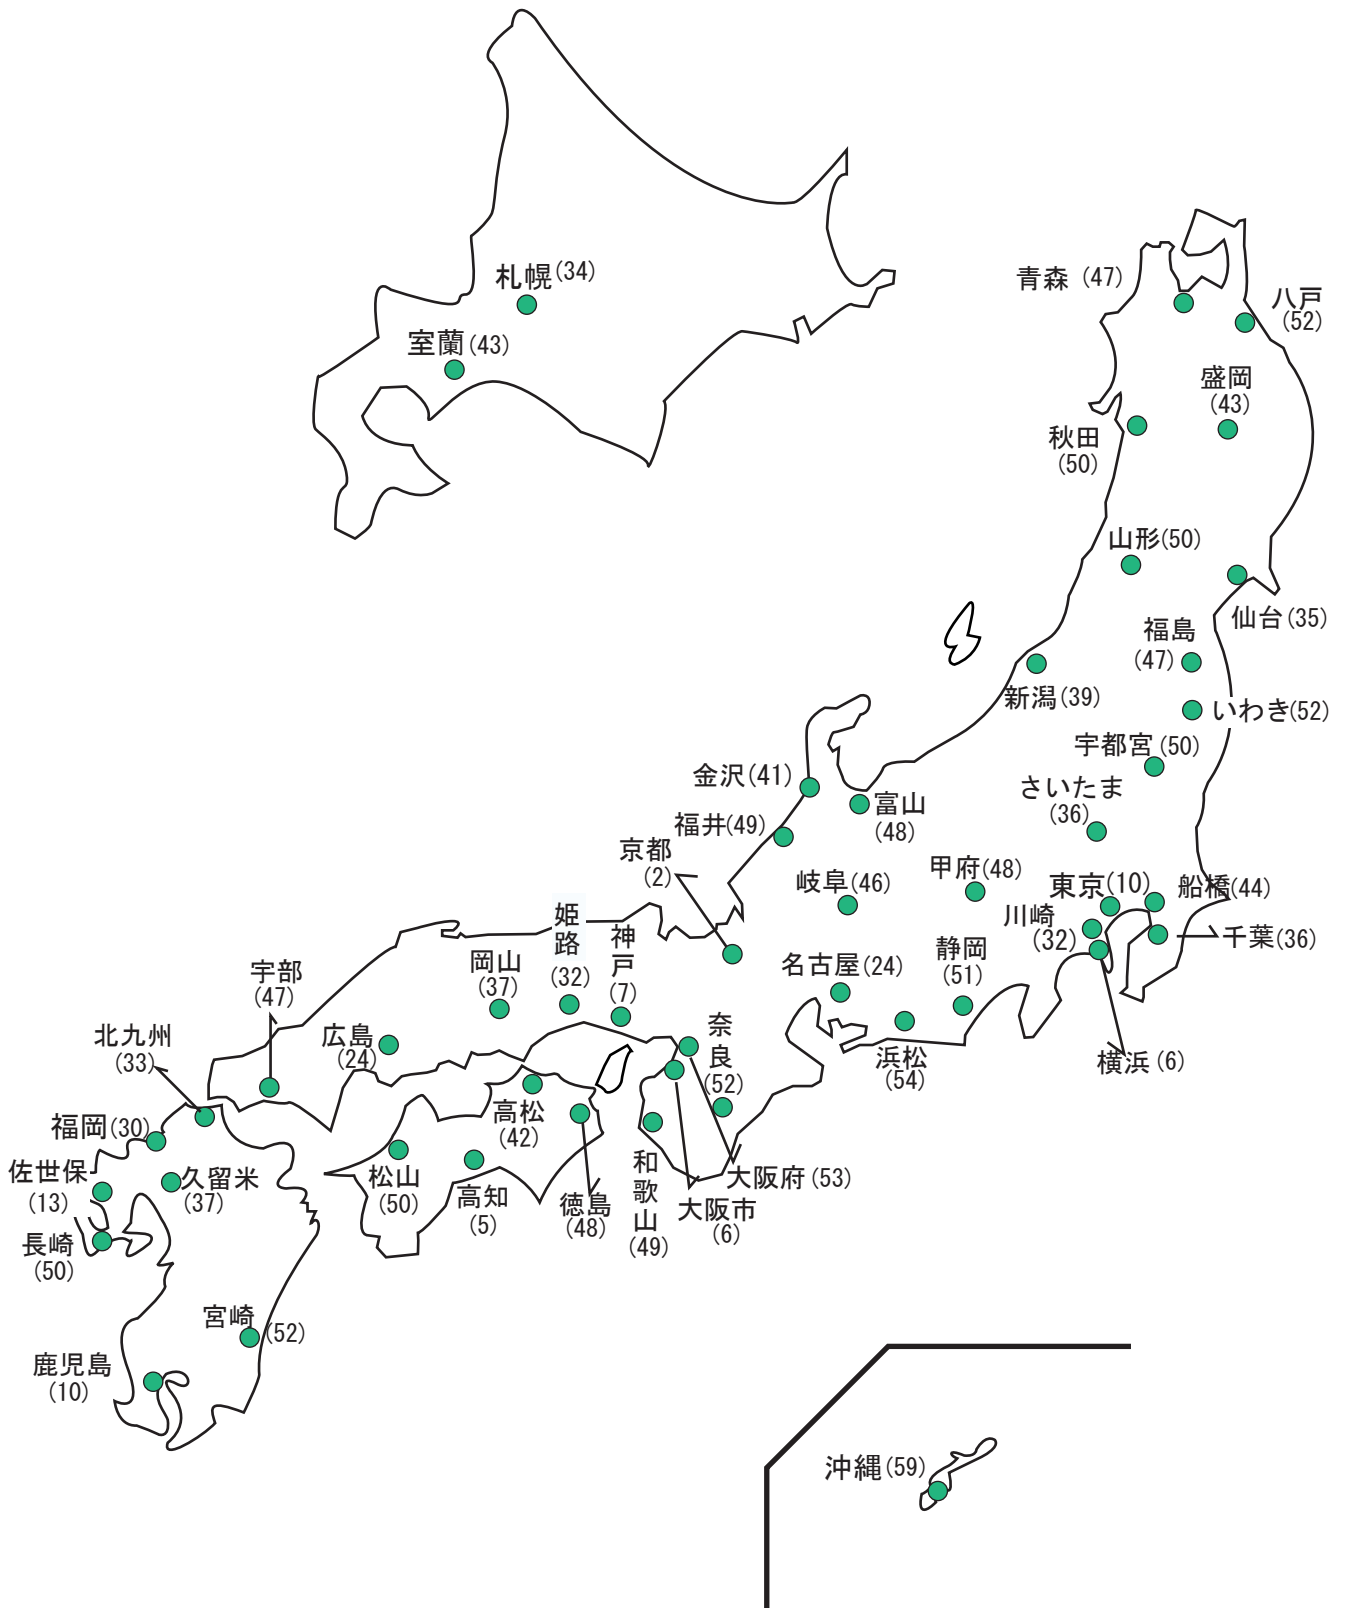 札幌(34)
室蘭(43)
青森(47)
八戸
(52)
盛岡
(43)
秋田
(50)
山形(50)
仙台(35)
福島
(47)
新潟(39)
いわき(52)
宇都宮(50)
さいたま
(36)
金沢(41)
富山
(48)
福井(49)
京都
(2)
岐阜(46)
甲府(48)
東京(10)
船橋(44)
川崎
(32)
千葉(36)
静岡
(51)
名古屋(24)
浜松
(54)
横浜(6)
姫路
(32)
神戸
(7)
岡山
(37)
宇部
(47)
広島
(24)
北九州
(33)
奈良
(52)
高松
(42)
福岡(30)
佐世保
(13)
久留米
(37)
松山
(50)
高知
(5)
徳島
(48)
和歌山
(49)
大阪市
(6)
大阪府(53)
長崎
(50)
宮崎
(52)
鹿児島
(10)
沖縄(59)